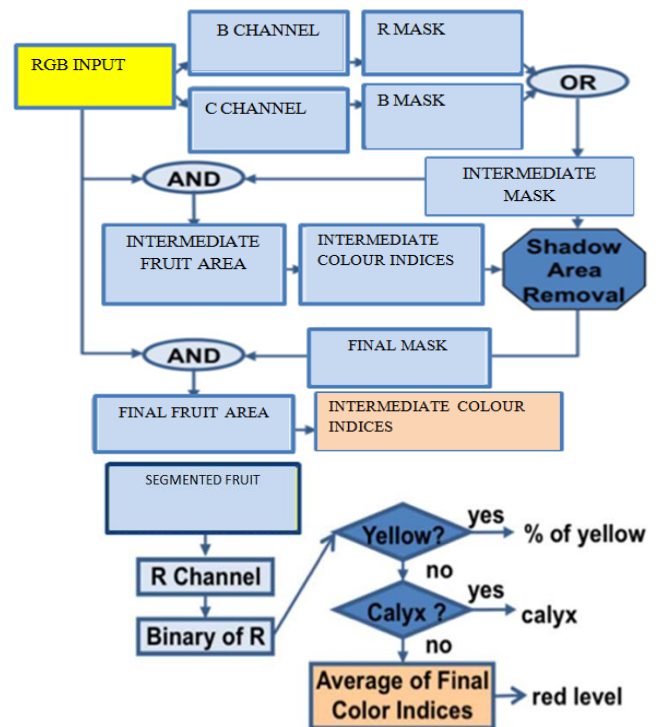 B CHANNEL
R MASK
RGB INPUT
OR
C CHANNEL
B MASK
AND
INTERMEDIATE
MASK
INTERMEDIATE
FRUIT AREA
INTERMEDIATE
COLOUR INDICES
Shadow
Area
Removal
AND
FINAL MASK
FINAL FRUIT AREA
INTERMEDIATE COLOUR
INDICES
SEGMENTED FRUIT
Yellow?
yes
% of yellow
no
R Channel
Calyx ?
yes
calyx
Binary of R
no
Average of Final
Color Indices
red level